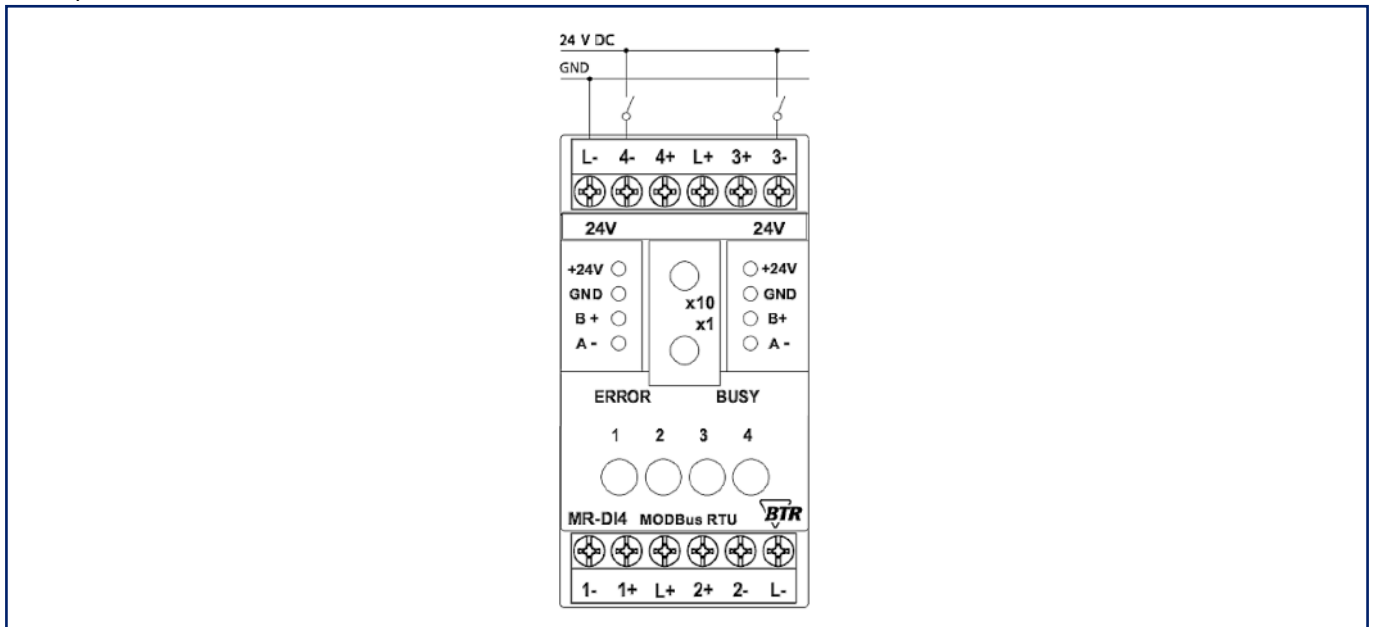 24 V DC
GND
L- 4- 4+ L+ 3+ 3-
24V 24V
+24V +24V
GND GND
B + B+
A - A -
x10
x1
ERROR BUSY
1 2 3 4
MR-DI4 MODBus RTU BTR
1- 1+ L+ 2+ 2- L-